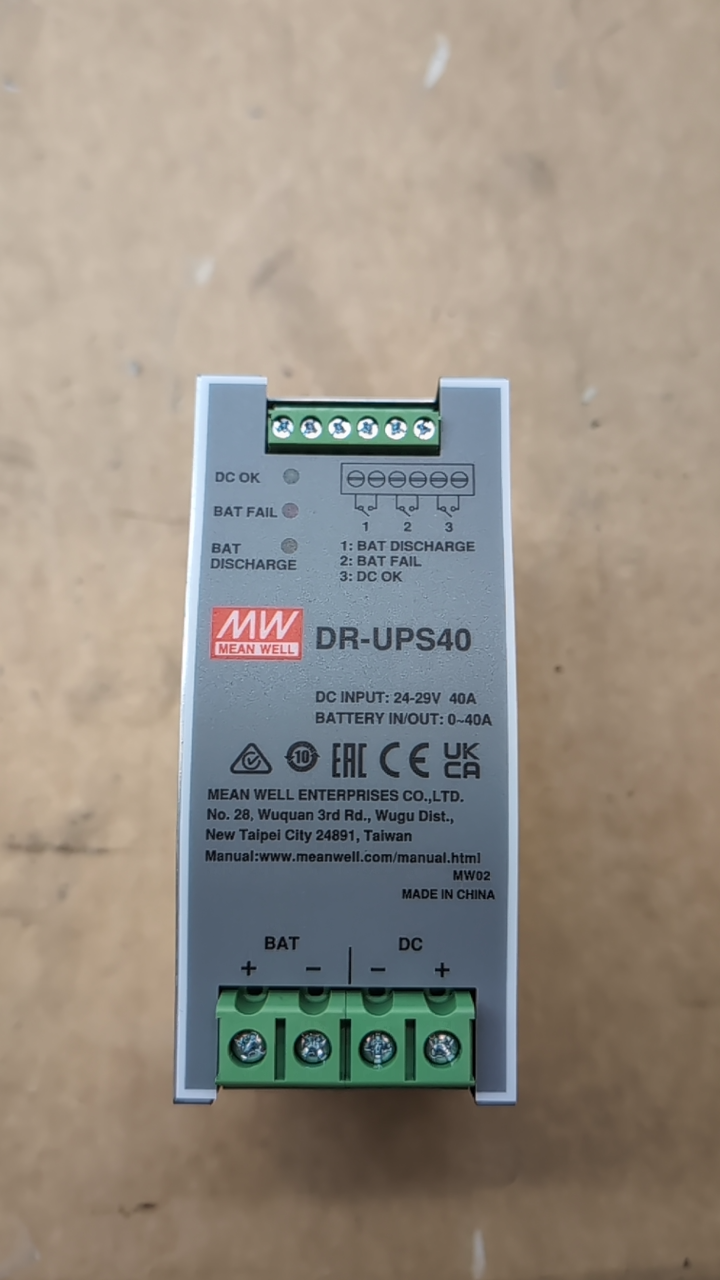 DC OK
BAT FAIL
BAT
DISCHARGE
1 2 3
1: BAT DISCHARGE
2: BAT FAIL
3: DC OK
MW
MEAN WELL
DR-UPS40
DC INPUT: 24-29V 40A
BATTERY IN/OUT: 0~40A
10 EAC CE UK
CA
MEAN WELL ENTERPRISES CO.,LTD.
No. 28, Wuquan 3rd Rd., Wugu Dist.,
New Taipei City 24891, Taiwan
Manual:www.meanwell.com/manual.html
MW02
MADE IN CHINA
BAT DC
+ − | − +